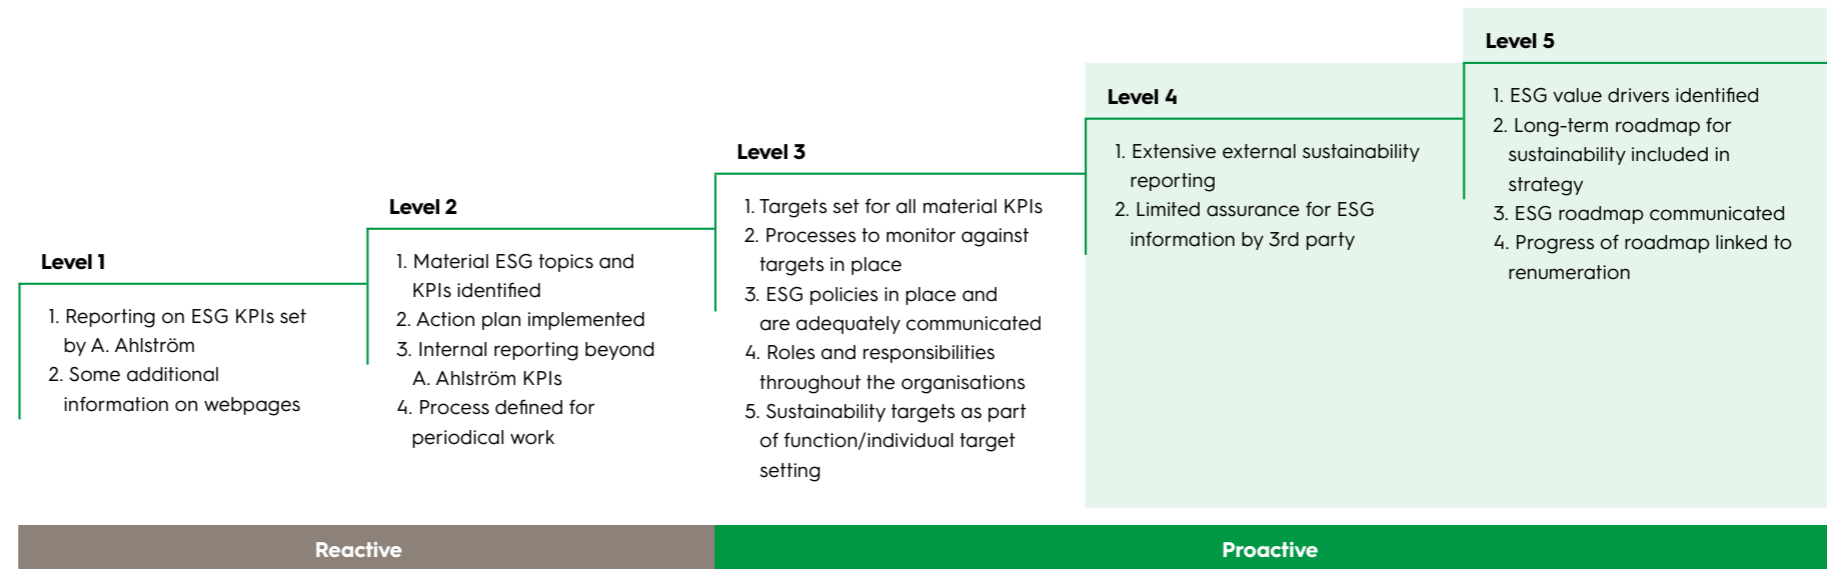 Level 1
1. Reporting on ESG KPIs set
by A. Ahlström
2. Some additional
information on webpages
Level 2
1. Material ESG topics and
KPIs identified
2. Action plan implemented
3. Internal reporting beyond
A. Ahlström KPIs
4. Process defined for
periodical work
Level 3
1. Targets set for all material KPIs
2. Processes to monitor against
targets in place
3. ESG policies in place and
are adequately communicated
4. Roles and responsibilities
throughout the organisations
5. Sustainability targets as part
of function/individual target
setting
Level 4
1. Extensive external sustainability
reporting
2. Limited assurance for ESG
information by 3rd party
Level 5
1. ESG value drivers identified
2. Long-term roadmap for
sustainability included in
strategy
3. ESG roadmap communicated
4. Progress of roadmap linked to
renumeration
Reactive
Proactive